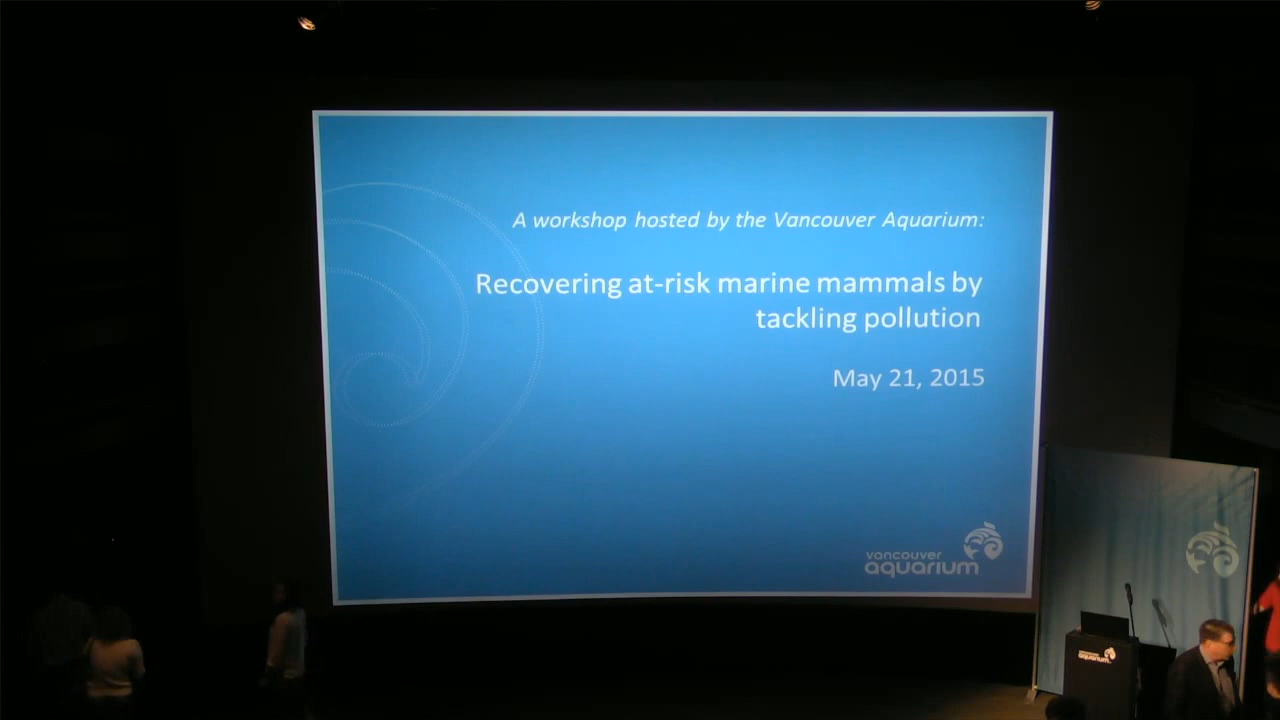 A workshop hosted by the Vancouver Aquarium:
Recovering at-risk marine mammals by
tackling pollution
May 21, 2015
vancouver
aquarium
vancouver
aquarium